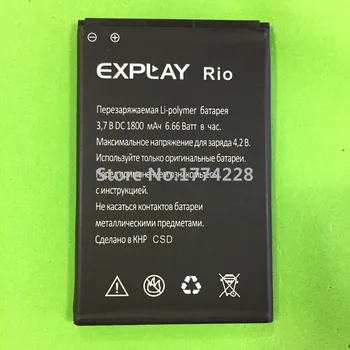 EXPLAY Rio
Перезаряжаемая Li-polymer батарея
3,7 В DC 1800 мАч 6.66 Ватт в час.
Максимальное напряжение для заряда 4,2 В.
Используйте только оригинальные батареи.
Store No:1774228
с инструкцией.
Не касаться контактов батареи
металлическими предметами.
Сделано в КНР CSD